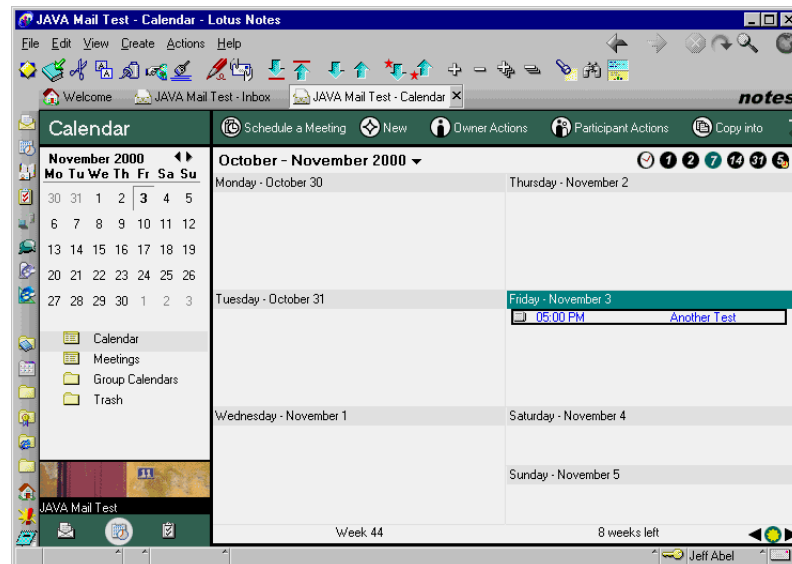 JAVA Mail Test - Calendar - Lotus Notes
File Edit View Create Actions Help
Welcome JAVA Mail Test - Inbox JAVA Mail Test - Calendar
notes
Calendar
Schedule a Meeting New Owner Actions Participant Actions Copy into
November 2000
Mo Tu We Th Fr Sa Su
30 31 1 2 3 4 5
6 7 8 9 10 11 12
13 14 15 16 17 18 19
20 21 22 23 24 25 26
27 28 29 30 1 2 3
Calendar
Meetings
Group Calendars
Trash
11
JAVA Mail Test
October - November 2000
1 2 7 14 31
Monday - October 30
Thursday - November 2
Tuesday - October 31
Friday - November 3
05:00 PM Another Test
Wednesday - November 1
Saturday - November 4
Sunday - November 5
Week 44
8 weeks left
Jeff Abel